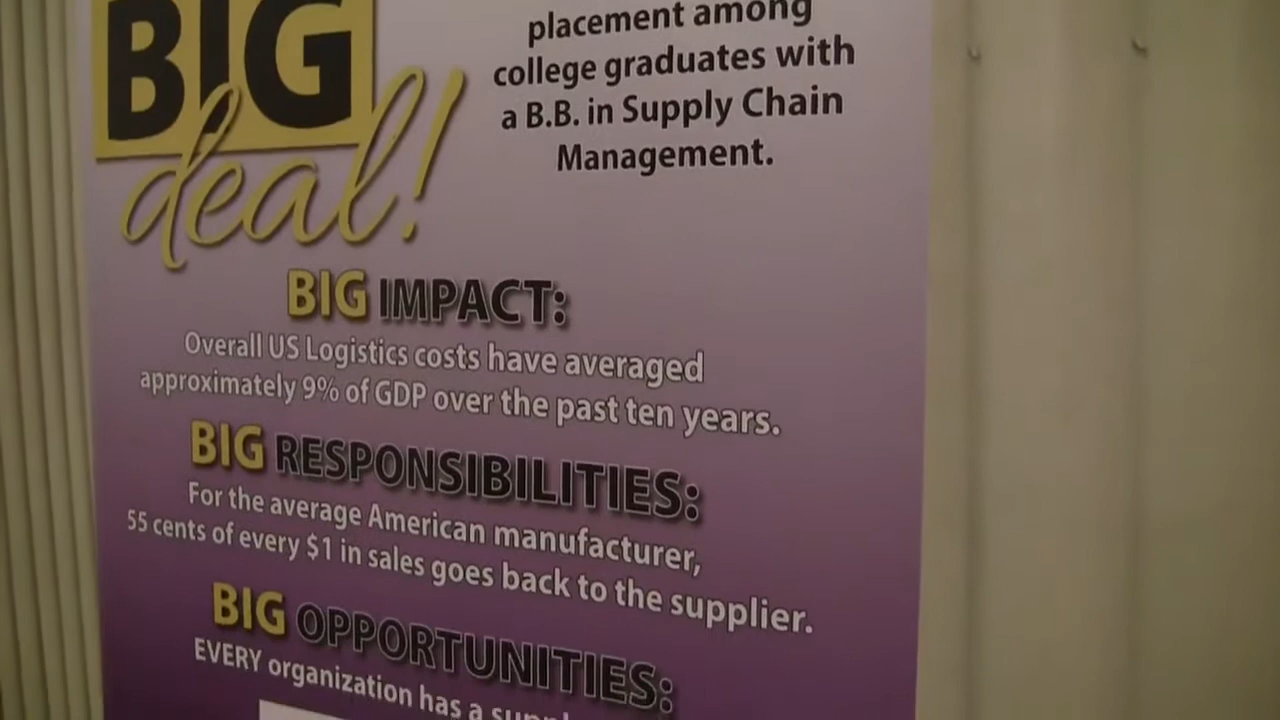 BIG
deal!
placement among
college graduates with
a B.B. in Supply Chain
Management.
BIG IMPACT:
Overall US Logistics costs have averaged
approximately 9% of GDP over the past ten years.
BIG RESPONSIBILITIES:
For the average American manufacturer,
55 cents of every $1 in sales goes back to the supplier.
BIG OPPORTUNITIES:
EVERY organization has a